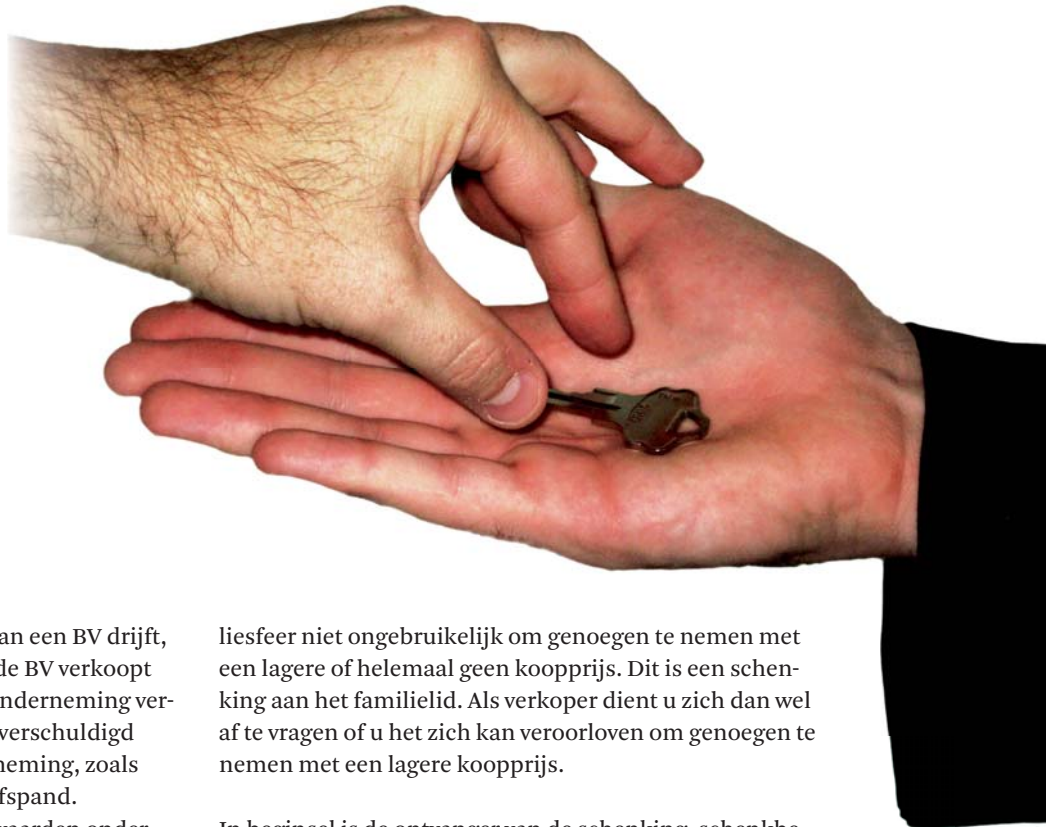 an een BV drijft,
de BV verkoopt
nderneming ver-
verschuldigd
neming, zoals
fspand.
vaarden onder-
liesfeer niet ongebruikelijk om genoegen te nemen met
een lagere of helemaal geen koopprijs. Dit is een schen-
king aan het familielid. Als verkoper dient u zich dan wel
af te vragen of u het zich kan veroorloven om genoegen te
nemen met een lagere koopprijs.
In beginsel is de ontvanger van de schenking, schenkbe-